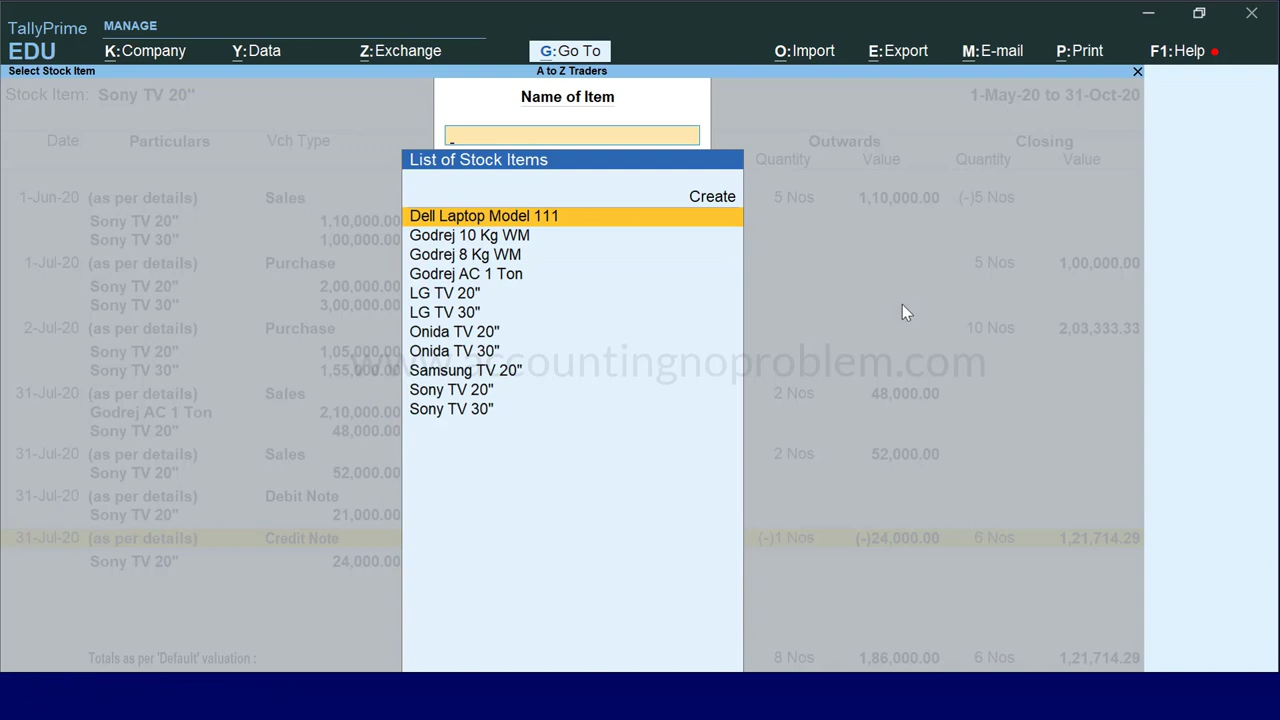 TallyPrime MANAGE
EDU K:Company Y:Data Z:Exchange G:Go To O:Import E:Export M:E-mail P:Print F1:Help
Select Stock Item A to Z Traders
Stock Item: Sony TV 20" 1-May-20 to 31-Oct-20
Name of Item
Date Particulars Vch Type Outwards Closing
Quantity Value Quantity Value
List of Stock Items
Create
1-Jun-20 (as per details) Sales 5 Nos 1,10,000.00 (-)5 Nos
Sony TV 20" 1,10,000.00
Sony TV 30" 1,00,000.00
1-Jul-20 (as per details) Purchase 5 Nos 1,00,000.00
Sony TV 20" 2,00,000.00
Sony TV 30" 3,00,000.00
2-Jul-20 (as per details) Purchase 10 Nos 2,03,333.33
Sony TV 20" 1,05,000.00
Sony TV 30" 1,55,000.00
31-Jul-20 (as per details) Sales 2 Nos 48,000.00
Godrej AC 1 Ton 2,10,000.00
Sony TV 20" 48,000.00
31-Jul-20 (as per details) Sales 2 Nos 52,000.00
Sony TV 20" 52,000.00
31-Jul-20 (as per details) Debit Note
Sony TV 20" 21,000.00
31-Jul-20 (as per details) Credit Note (-)1 Nos (-)24,000.00 6 Nos 1,21,714.29
Sony TV 20" 24,000.00
Dell Laptop Model 111
Godrej 10 Kg WM
Godrej 8 Kg WM
Godrej AC 1 Ton
LG TV 20"
LG TV 30"
Onida TV 20"
Onida TV 30"
Samsung TV 20"
Sony TV 20"
Sony TV 30"
www.accountingnoproblem.com
Totals as per 'Default' valuation : 8 Nos 1,86,000.00 6 Nos 1,21,714.29